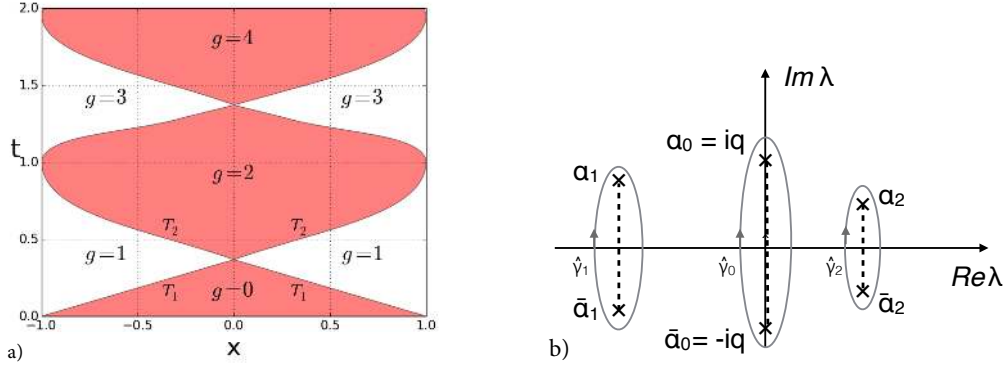 2.0
1.5
1.0
0.5
0.0
t
−1.0
−0.5
0.0
0.5
1.0
x
g=4
g=3
g=3
g=2
T₂
T₂
g=1
g=1
T₁
g=0
T₁
a)
Im λ
α₀ = iq
α₁
α₂
γ̂₁
γ̂₀
γ̂₂
Re λ
ᾱ₁
ᾱ₂
ᾱ₀= -iq
b)